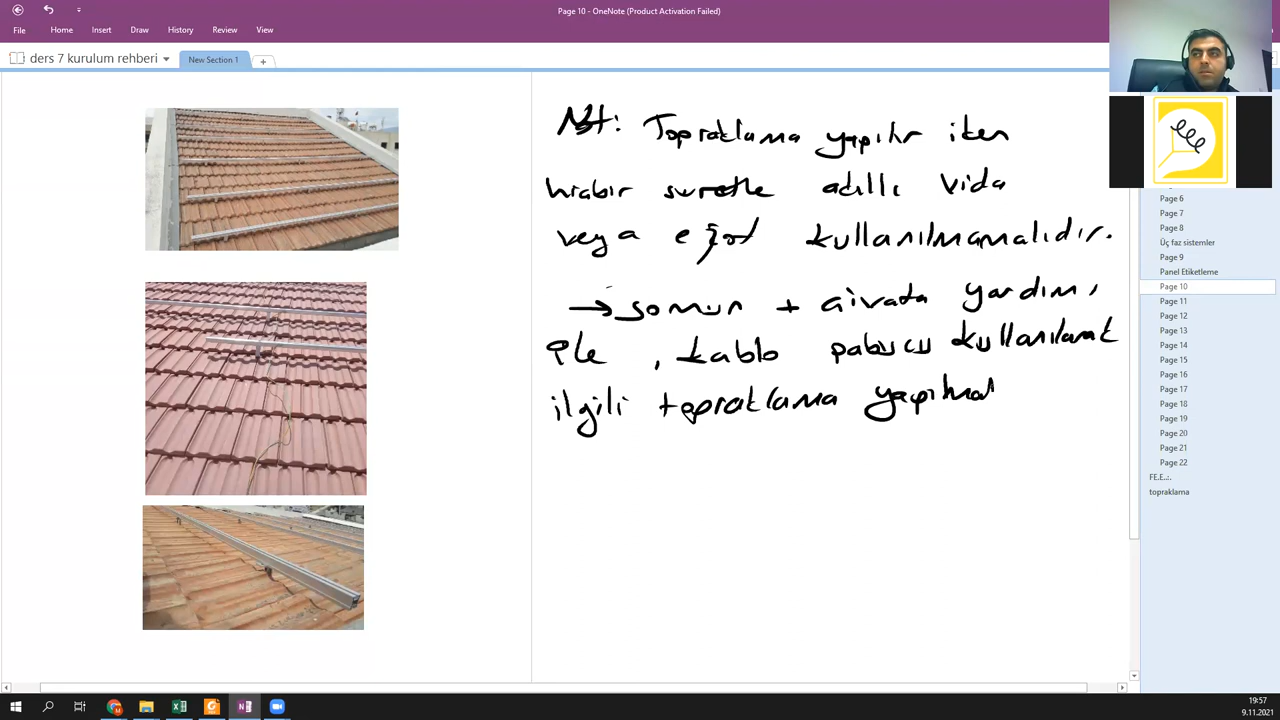 Page 10 - OneNote (Product Activation Failed)
File Home Insert Draw History Review View
ders 7 kurulum rehberi New Section 1 +
Not: Topraklama yapılır iken
hiçbir suretle adıllı vida
veya kullanılmamalıdır.
→ somun + civata yardımı
ile, kablo pabucu kullanılarak
ilgili topraklama yapılmal
Page 6
Page 7
Page 8
Üç faz sistemler
Page 9
Panel Etiketleme
Page 10
Page 11
Page 12
Page 13
Page 14
Page 15
Page 16
Page 17
Page 18
Page 19
Page 20
Page 21
Page 22
FE.E.:.
topraklama
19:57
9.11.2021